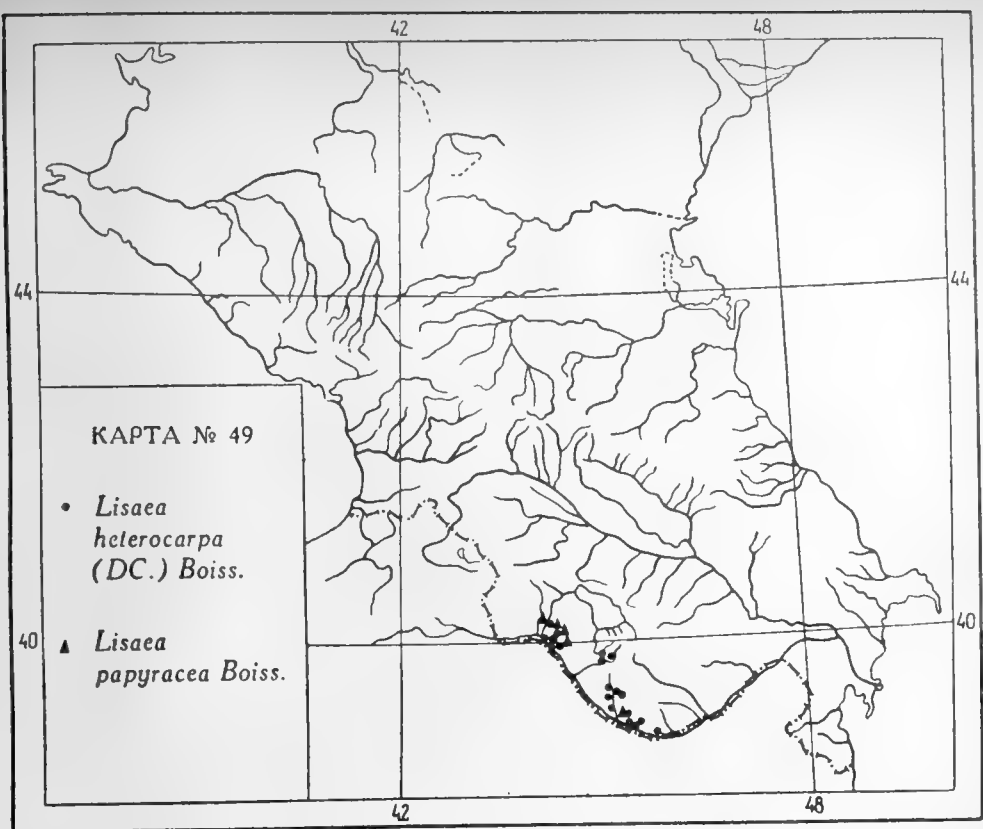 42 48
44 44
КАРТА № 49
Lisaea
heterocarpa
(DC.) Boiss.
40 40
Lisaea
papyracea Boiss.
42 48